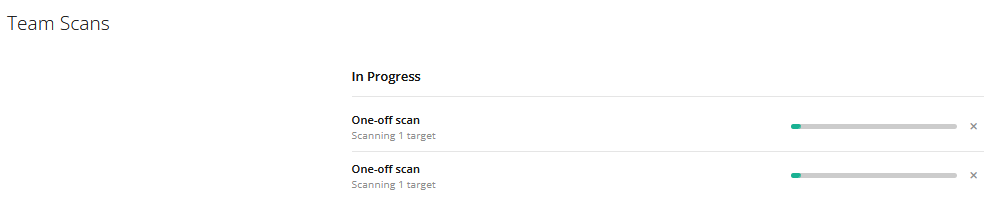 Team Scans
In Progress
One-off scan
Scanning 1 target
One-off scan
Scanning 1 target